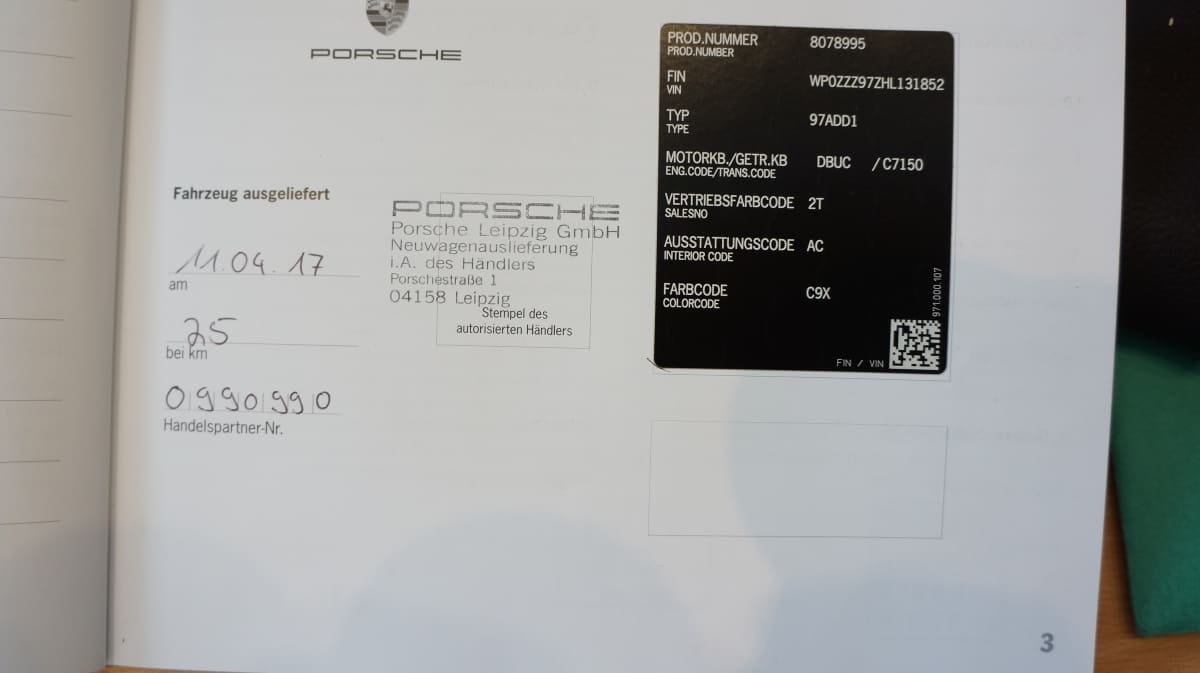 PORSCHE
Fahrzeug ausgeliefert
11.04.17
am
25
bei km
0990990
Handelspartner-Nr.
PORSCHE
Porsche Leipzig GmbH
Neuwagenauslieferung
i.A. des Händlers
Porschestraße 1
04158 Leipzig
Stempel des
autorisierten Händlers
PROD.NUMMER 8078995
PROD.NUMBER
FIN WP0ZZZ97ZHL131852
VIN
TYP 97ADD1
TYPE
MOTORKB./GETR.KB DBUC / C7150
ENG.CODE/TRANS.CODE
VERTRIEBSFARBCODE 2T
SALESNO
AUSSTATTUNGSCODE AC
INTERIOR CODE
FARBCODE C9X
COLORCODE
971.000.107
FIN / VIN
3